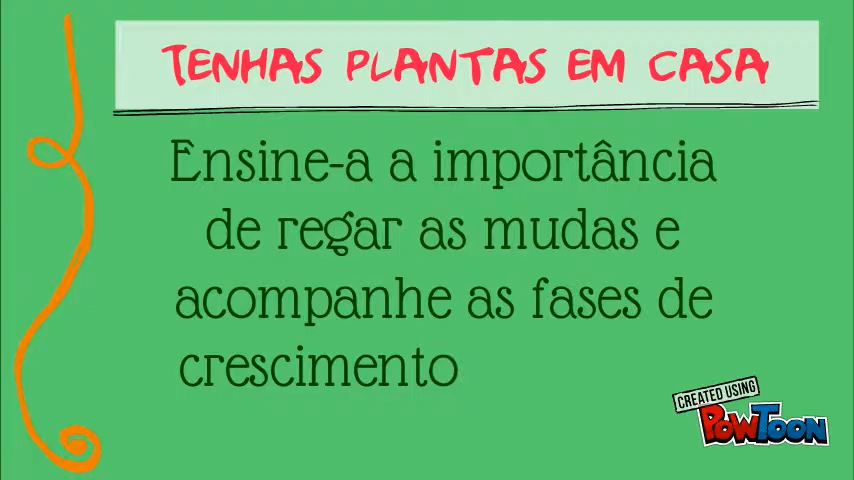 TENHAS PLANTAS EM CASA
Ensine-a a importância
de regar as mudas e
acompanhe as fases de
crescimento
CREATED USING
POWTOON